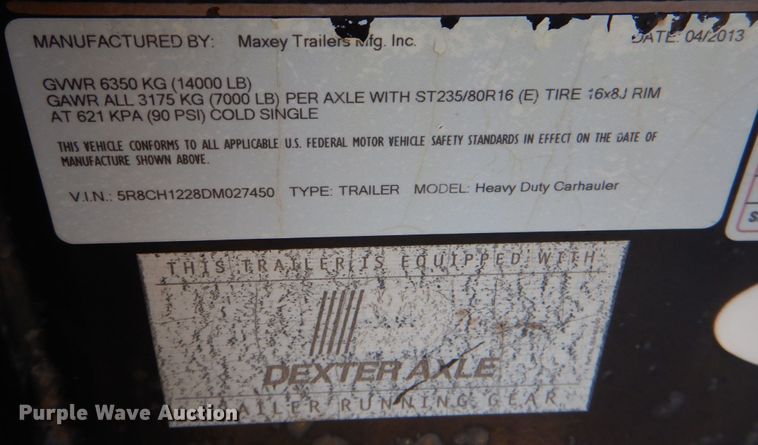 MANUFACTURED BY: Maxey Trailers Mfg. Inc. DATE: 04/2013
GVWR 6350 KG (14000 LB)
GAWR ALL 3175 KG (7000 LB) PER AXLE WITH ST235/80R16 (E) TIRE 16x8J RIM
AT 621 KPA (90 PSI) COLD SINGLE
THIS VEHICLE CONFORMS TO ALL APPLICABLE U.S. FEDERAL MOTOR VEHICLE SAFETY STANDARDS IN EFFECT ON THE DATE OF
MANUFACTURE SHOWN ABOVE.
V.I.N.: 5R8CH1228DM027450 TYPE: TRAILER MODEL: Heavy Duty Carhauler
THIS TRAILER IS EQUIPPED WITH
DEXTER AXLE
TRAILER RUNNING GEAR
Purple Wave Auction